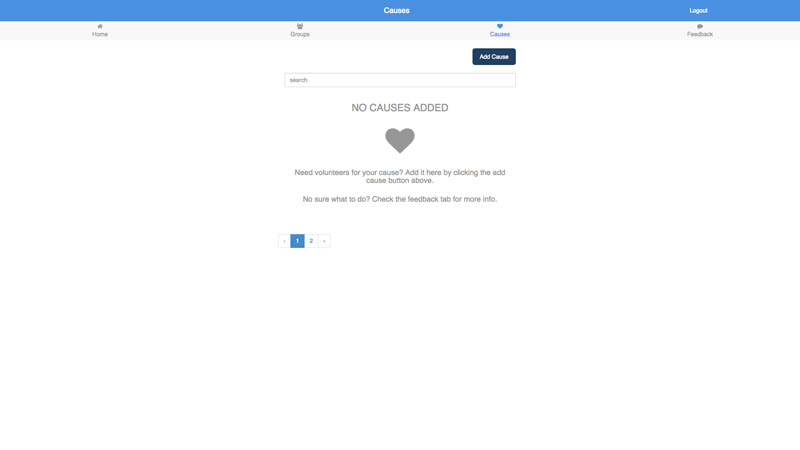 Causes
Logout
Home
Groups
Causes
Feedback
Add Cause
search
NO CAUSES ADDED
Need volunteers for your cause? Add it here by clicking the add
cause button above.
No sure what to do? Check the feedback tab for more info.
‹ 1 2 ›